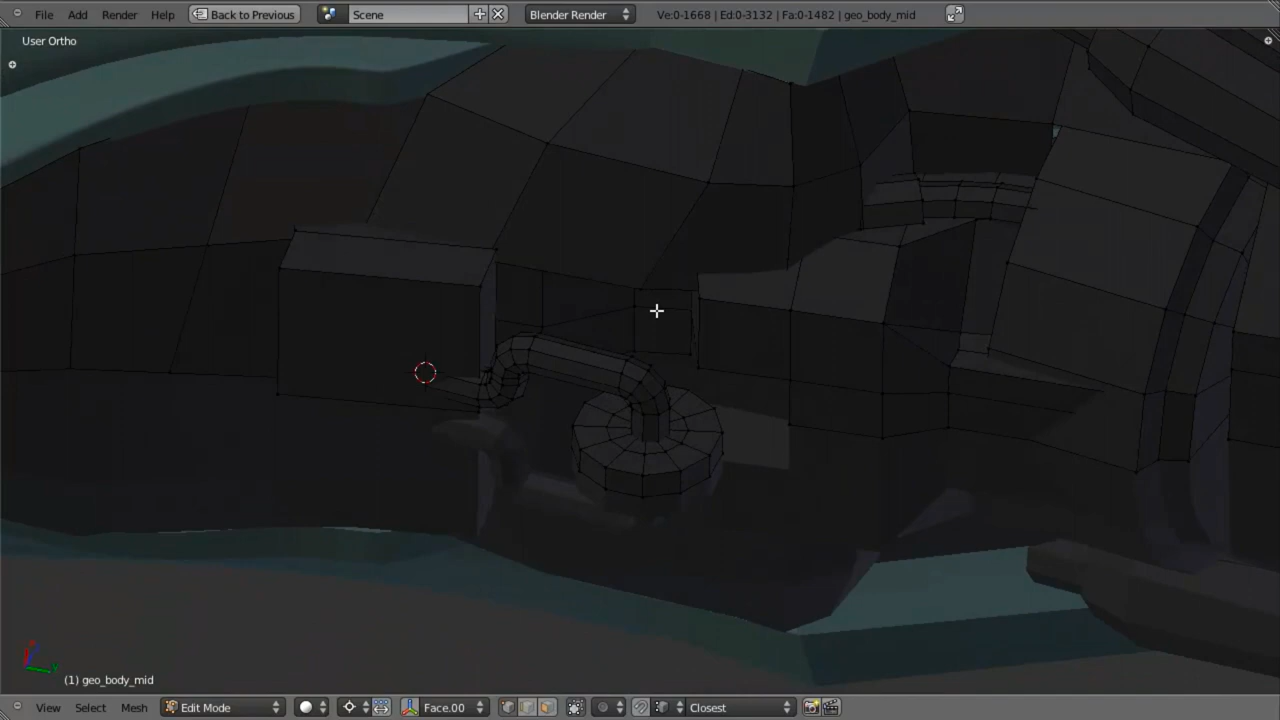 File Add Render Help Back to Previous Scene Blender Render Ve:0-1668 | Ed:0-3132 | Fa:0-1482 | geo_body_mid
User Ortho
(1) geo_body_mid
View Select Mesh Edit Mode Face.00 Closest